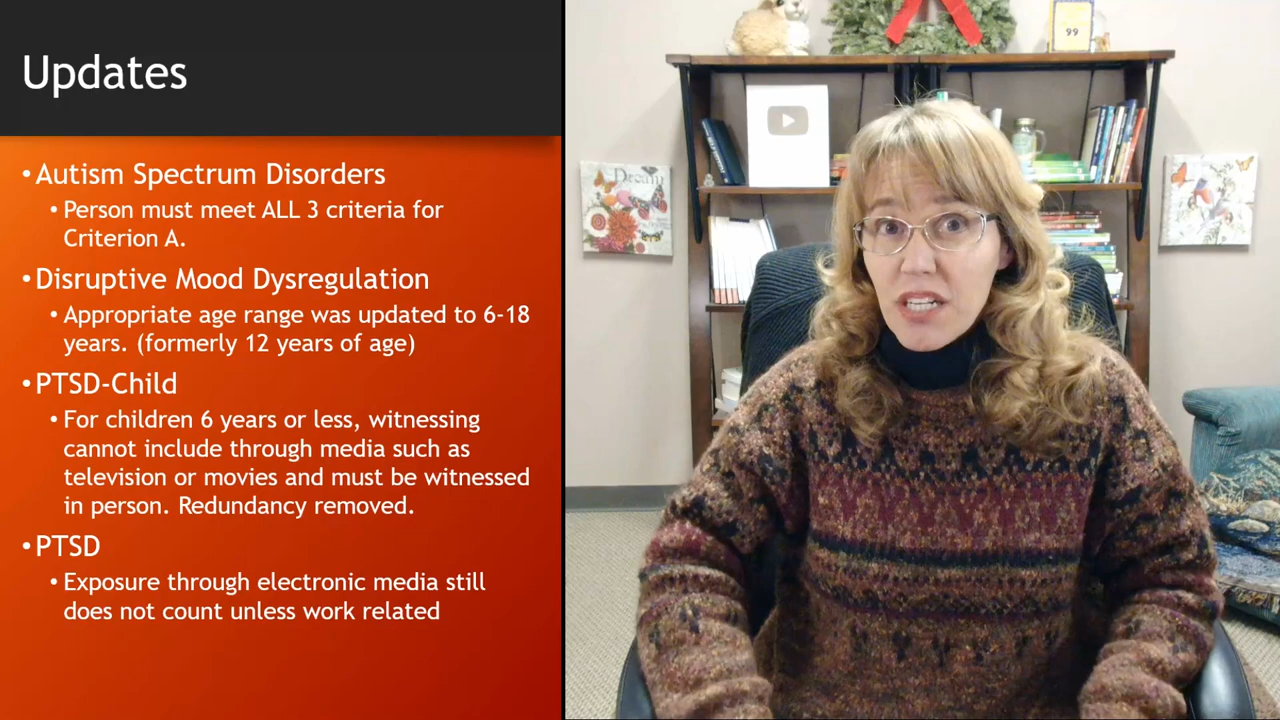 Updates
• Autism Spectrum Disorders
• Person must meet ALL 3 criteria for
Criterion A.
• Disruptive Mood Dysregulation
• Appropriate age range was updated to 6-18
years. (formerly 12 years of age)
• PTSD-Child
• For children 6 years or less, witnessing
cannot include through media such as
television or movies and must be witnessed
in person. Redundancy removed.
• PTSD
• Exposure through electronic media still
does not count unless work related
99
Dream